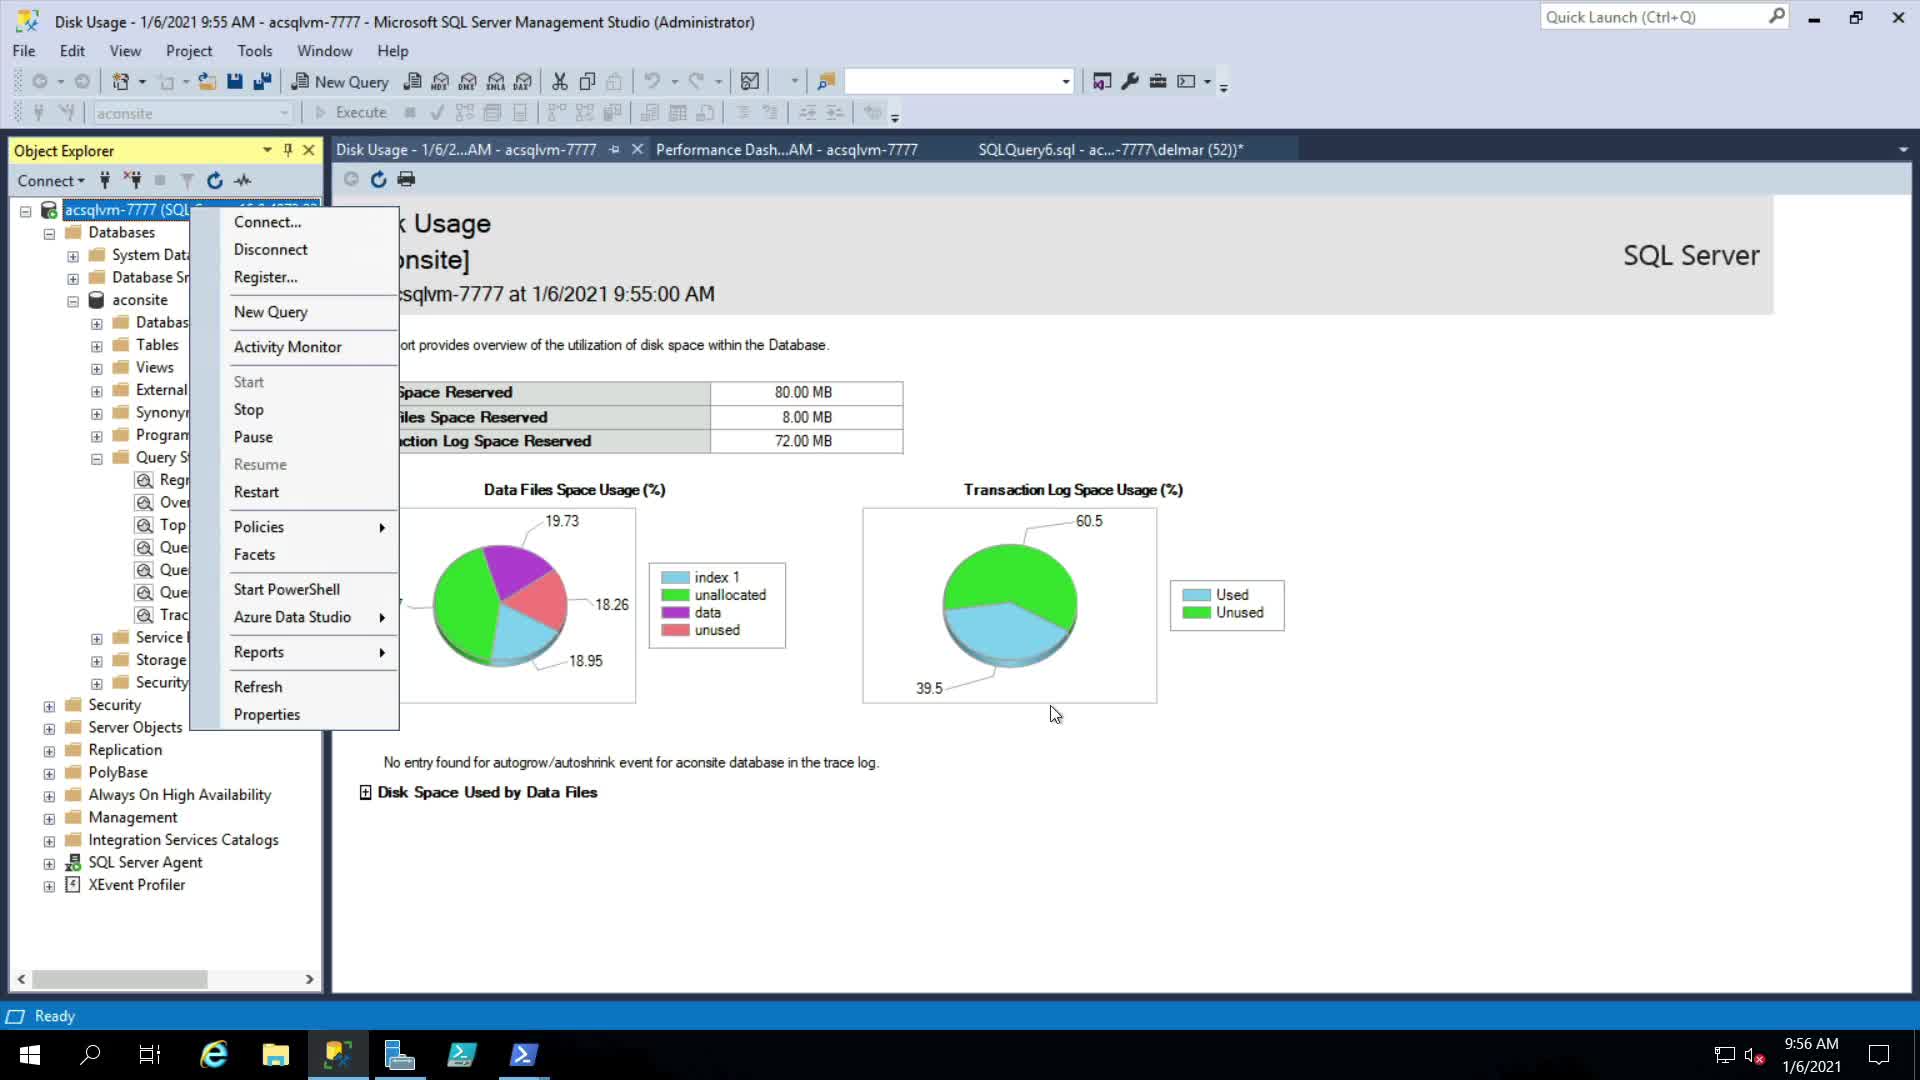 Disk Usage - 1/6/2021 9:55 AM - acsqlvm-7777 - Microsoft SQL Server Management Studio (Administrator)
Quick Launch (Ctrl+Q)
File Edit View Project Tools Window Help
New Query
aconsite
Execute
Object Explorer
Disk Usage - 1/6/2...AM - acsqlvm-7777
Performance Dash...AM - acsqlvm-7777
SQLQuery6.sql - ac...-7777\delmar (52))*
Connect
acsqlvm-7777 (SQL
Databases
System Data
Database Sn
aconsite
Databas
Tables
Views
External
Synonyr
Program
Query St
Regr
Over
Top
Que
Que
Que
Trac
Service
Storage
Security
Security
Server Objects
Replication
PolyBase
Always On High Availability
Management
Integration Services Catalogs
SQL Server Agent
XEvent Profiler
Connect...
Disconnect
Register...
New Query
Activity Monitor
Start
Stop
Pause
Resume
Restart
Policies
Facets
Start PowerShell
Azure Data Studio
Reports
Refresh
Properties
k Usage
onsite]
csqlvm-7777 at 1/6/2021 9:55:00 AM
SQL Server
ort provides overview of the utilization of disk space within the Database.
Space Reserved 80.00 MB
iles Space Reserved 8.00 MB
ction Log Space Reserved 72.00 MB
Data Files Space Usage (%)
19.73
18.26
18.95
7
index 1
unallocated
data
unused
Transaction Log Space Usage (%)
60.5
39.5
Used
Unused
No entry found for autogrow/autoshrink event for aconsite database in the trace log.
Disk Space Used by Data Files
Ready
9:56 AM
1/6/2021